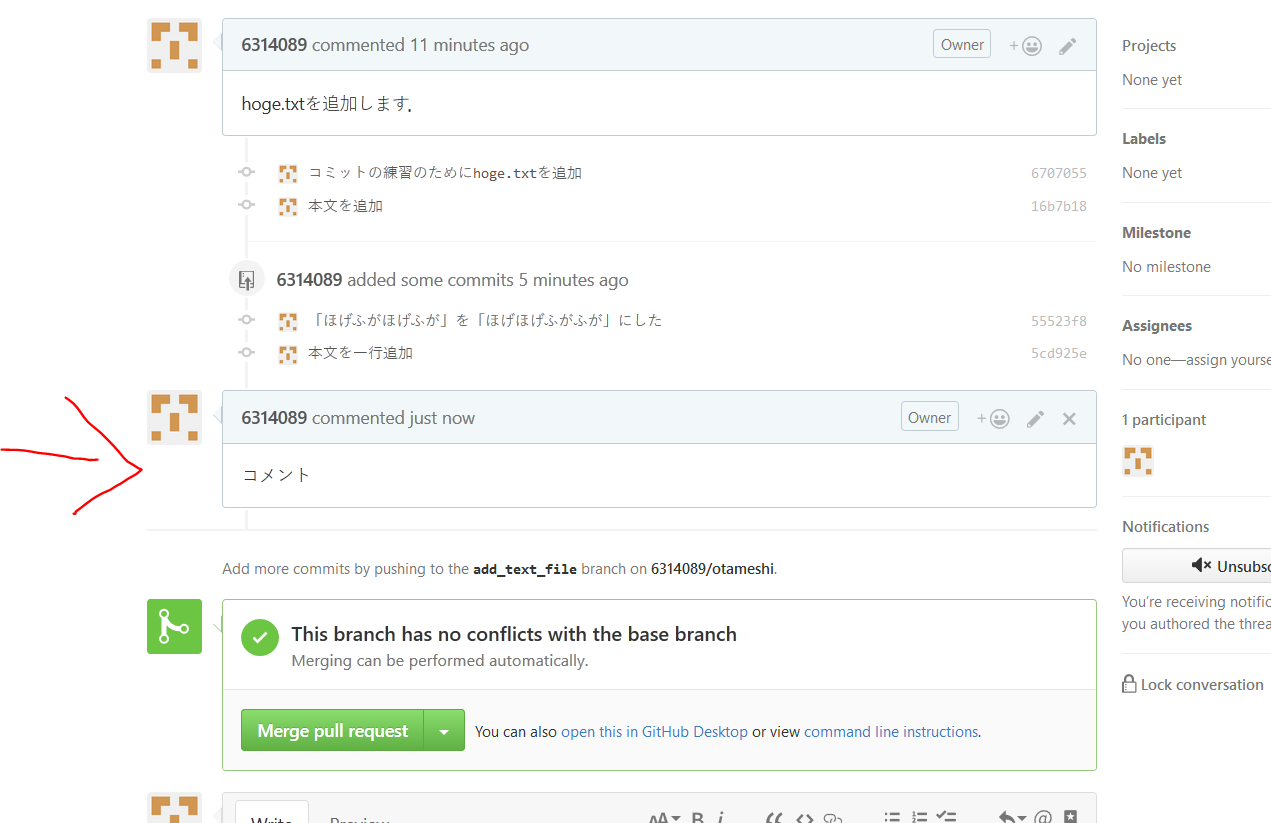 6314089 commented 11 minutes ago
Owner
Projects
None yet
hoge.txtを追加します.
Labels
None yet
コミットの練習のためにhoge.txtを追加
6707055
本文を追加
16b7b18
Milestone
No milestone
6314089 added some commits 5 minutes ago
「ほげふがほげふが」を「ほげほげふがふが」にした
55523f8
本文を一行追加
5cd925e
Assignees
No one—assign yourse
6314089 commented just now
Owner
コメント
1 participant
Notifications
Unsubsc
You're receiving notific
you authored the threa
Lock conversation
Add more commits by pushing to the add_text_file branch on 6314089/otameshi.
This branch has no conflicts with the base branch
Merging can be performed automatically.
Merge pull request
You can also open this in GitHub Desktop or view command line instructions.
Write
Preview